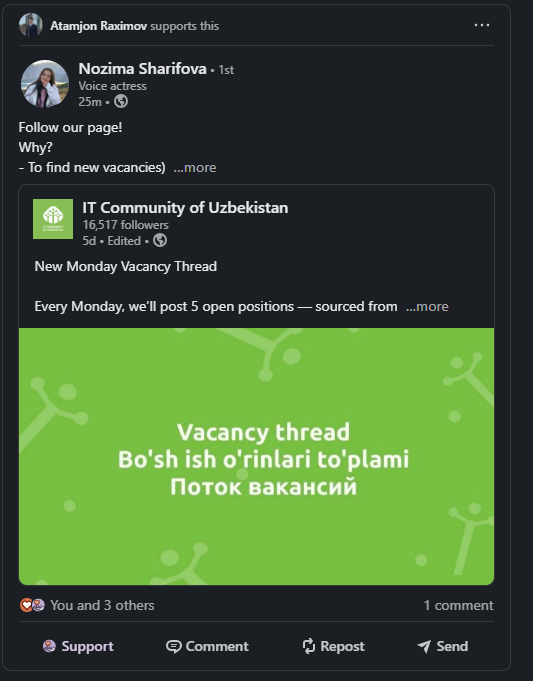 Atamjon Raximov supports this
Nozima Sharifova • 1st
Voice actress
25m •
Follow our page!
Why?
- To find new vacancies) ...more
IT Community of Uzbekistan
16,517 followers
5d • Edited •
New Monday Vacancy Thread
Every Monday, we’ll post 5 open positions — sourced from ...more
Vacancy thread
Bo'sh ish o'rinlari to'plami
Поток вакансий
You and 3 others
1 comment
Support
Comment
Repost
Send